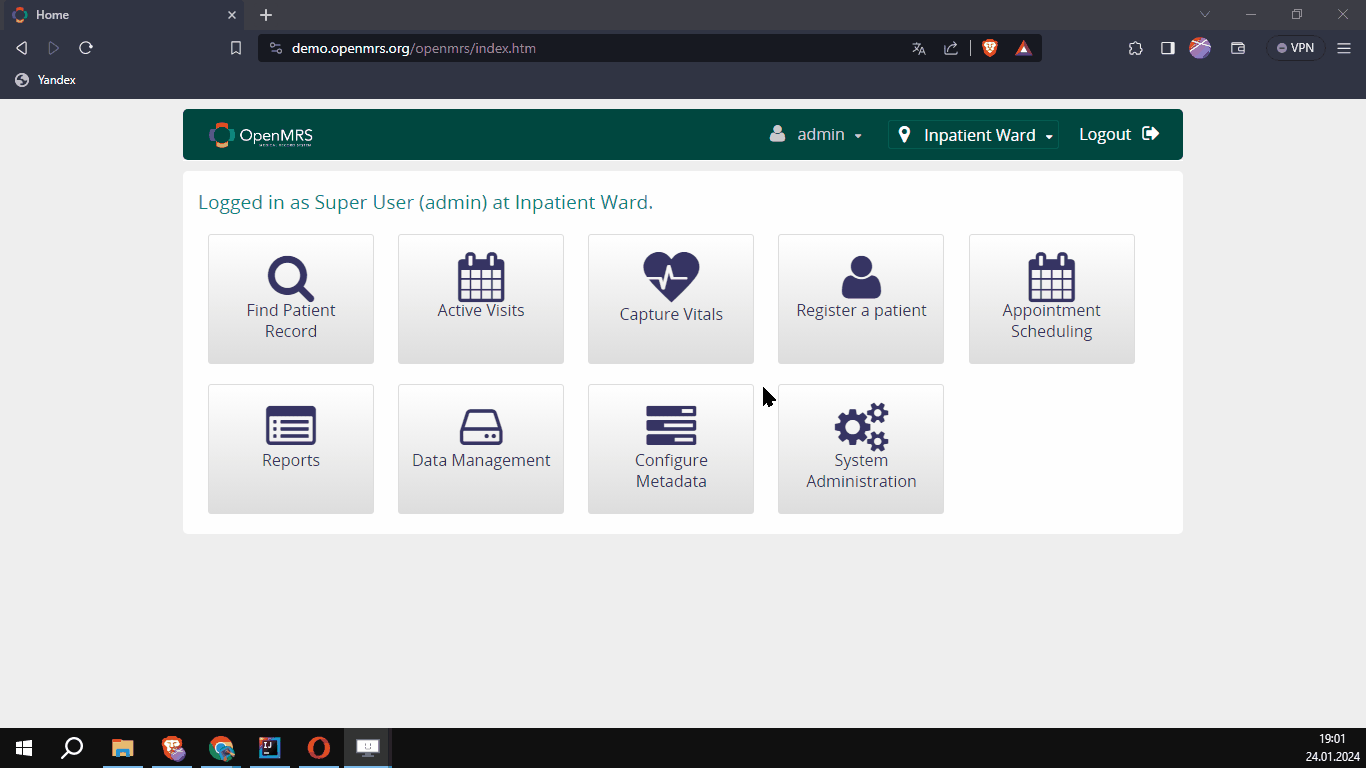 Home
demo.openmrs.org/openmrs/index.htm
VPN
Yandex
OpenMRS
admin
Inpatient Ward
Logout
Logged in as Super User (admin) at Inpatient Ward.
Find Patient
Record
Active Visits
Capture Vitals
Register a patient
Appointment
Scheduling
Reports
Data Management
Configure
Metadata
System
Administration
IJ
19:01
24.01.2024